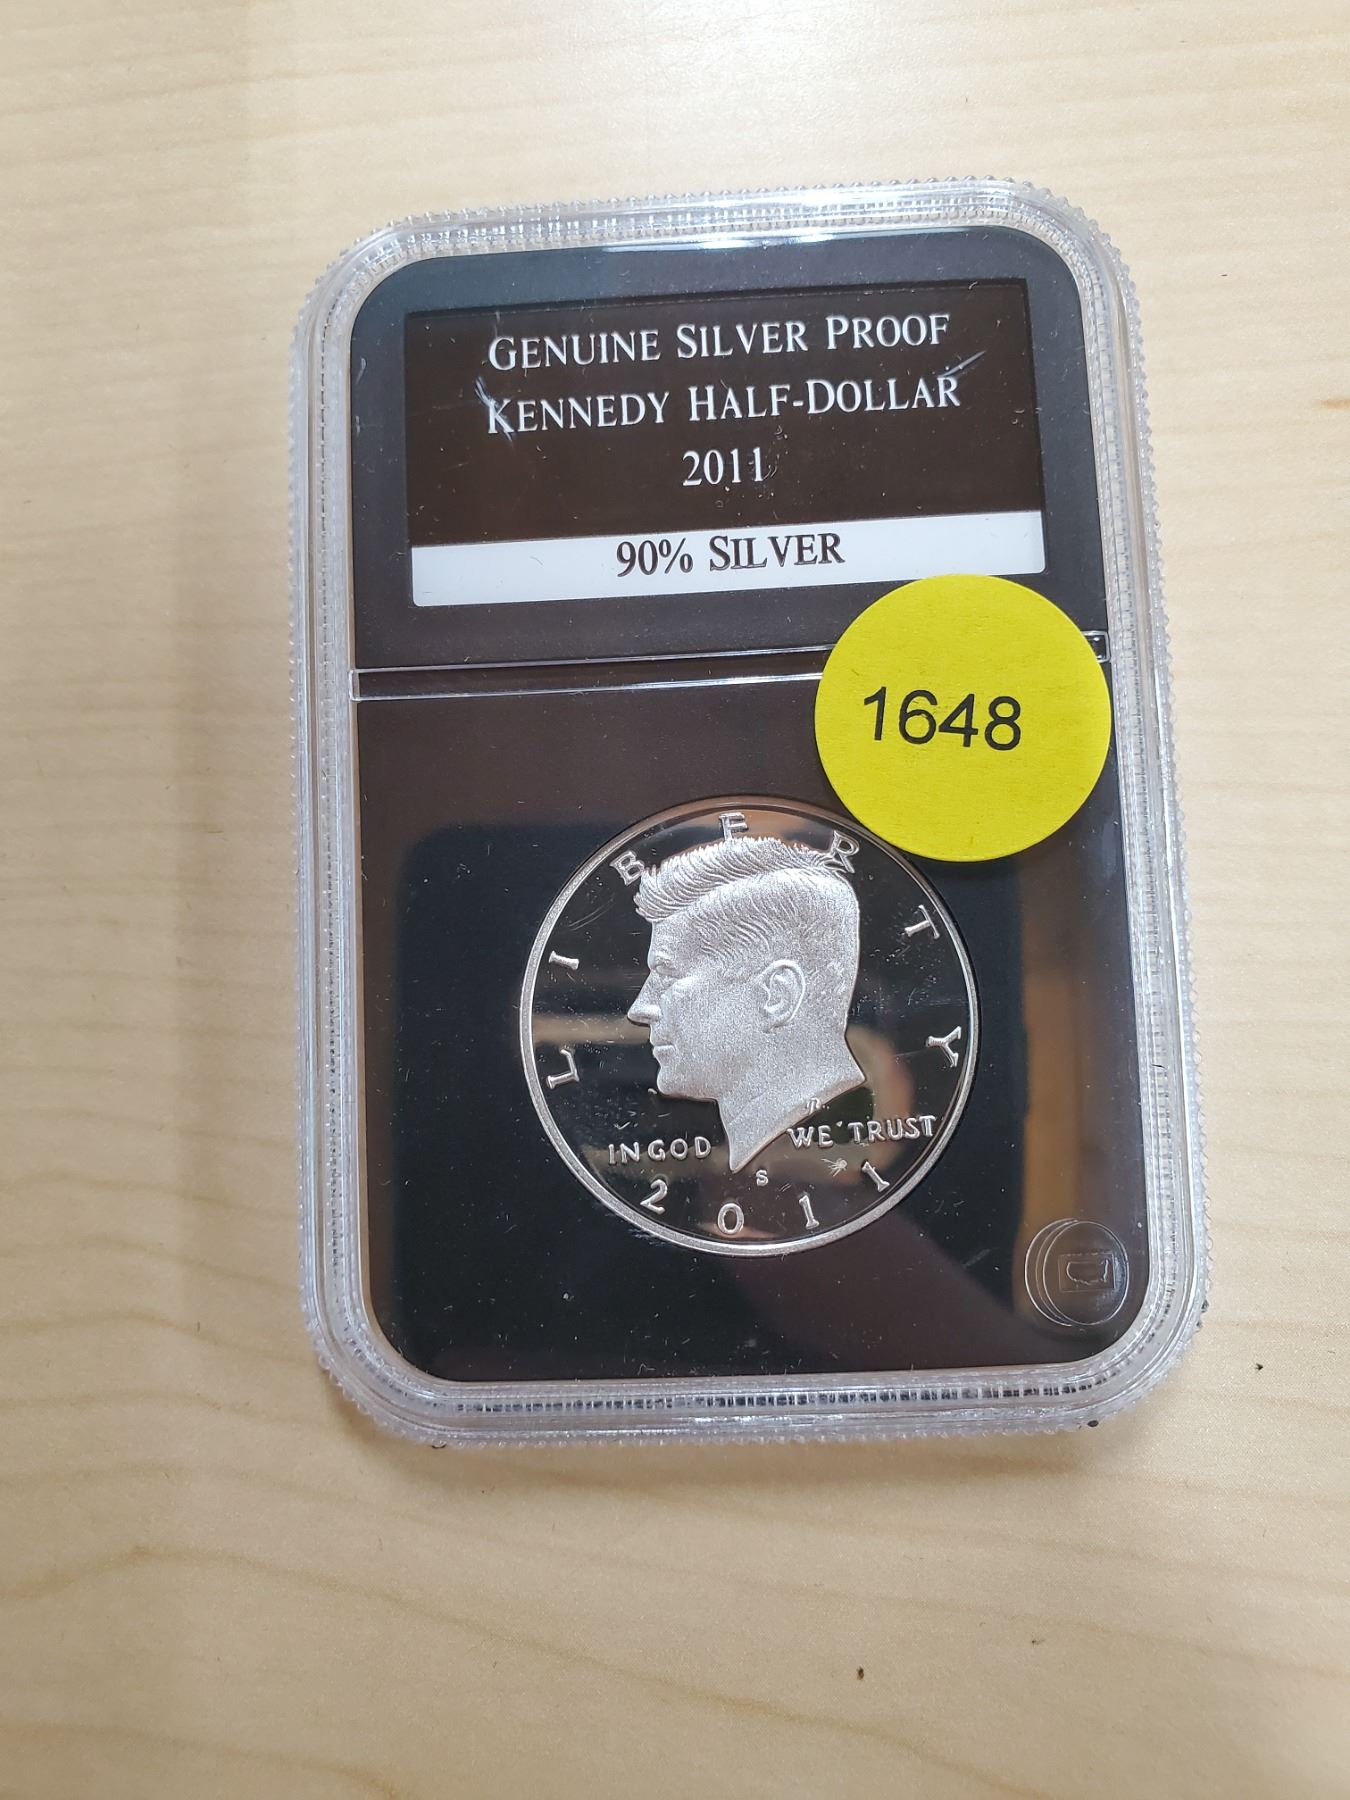 GENUINE SILVER PROOF
KENNEDY HALF-DOLLAR
2011
90% SILVER
1648
LIBERTY
IN GOD WE TRUST
S
2011